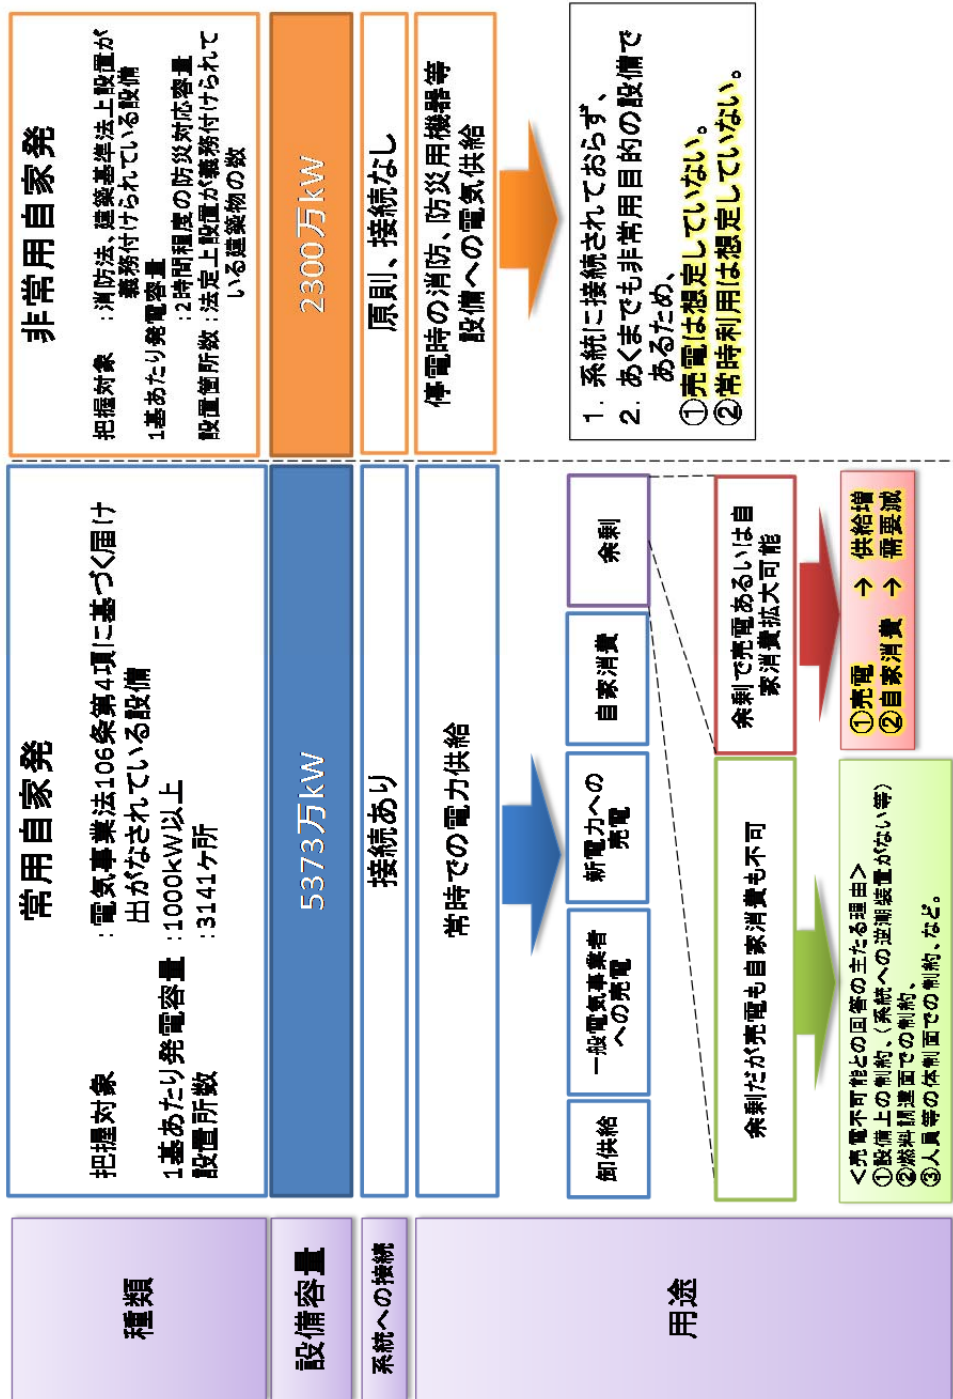 種類
常用自家発
把握対象 :電気事業法106条第4項に基づく届け
出がなされている設備
1基あたり発電容量 :1000kW以上
設置所数 :3141ヶ所
非常用自家発
把握対象 :消防法、建築基準法上設置が
義務付けられている設備
1基あたり発電容量
:2時間程度の防災対応容量
設置箇所数:法定上設置が義務付けられて
いる建築物の数
設備容量
5373万kW
2300万kW
系統への接続
接続あり
原則、接続なし
用途
常時での電力供給
停電時の消防、防災用機器等
設備への電気供給
卸供給
一般電気事業者
への売電
新電力への
売電
自家消費
余剰
余剰だが売電も自家消費も不可
余剰で売電あるいは自
家消費拡大可能
<売電不可能との回答の主たる理由>
①設備上の制約、(系統への逆潮装置がない等)
②燃料調達面での制約、
③人員等の体制面での制約、など。
①売電 → 供給増
②自家消費 → 需要減
1. 系統に接続されておらず、
2. あくまでも非常用目的の設備で
あるため、
①売電は想定していない。
②常時利用は想定していない。